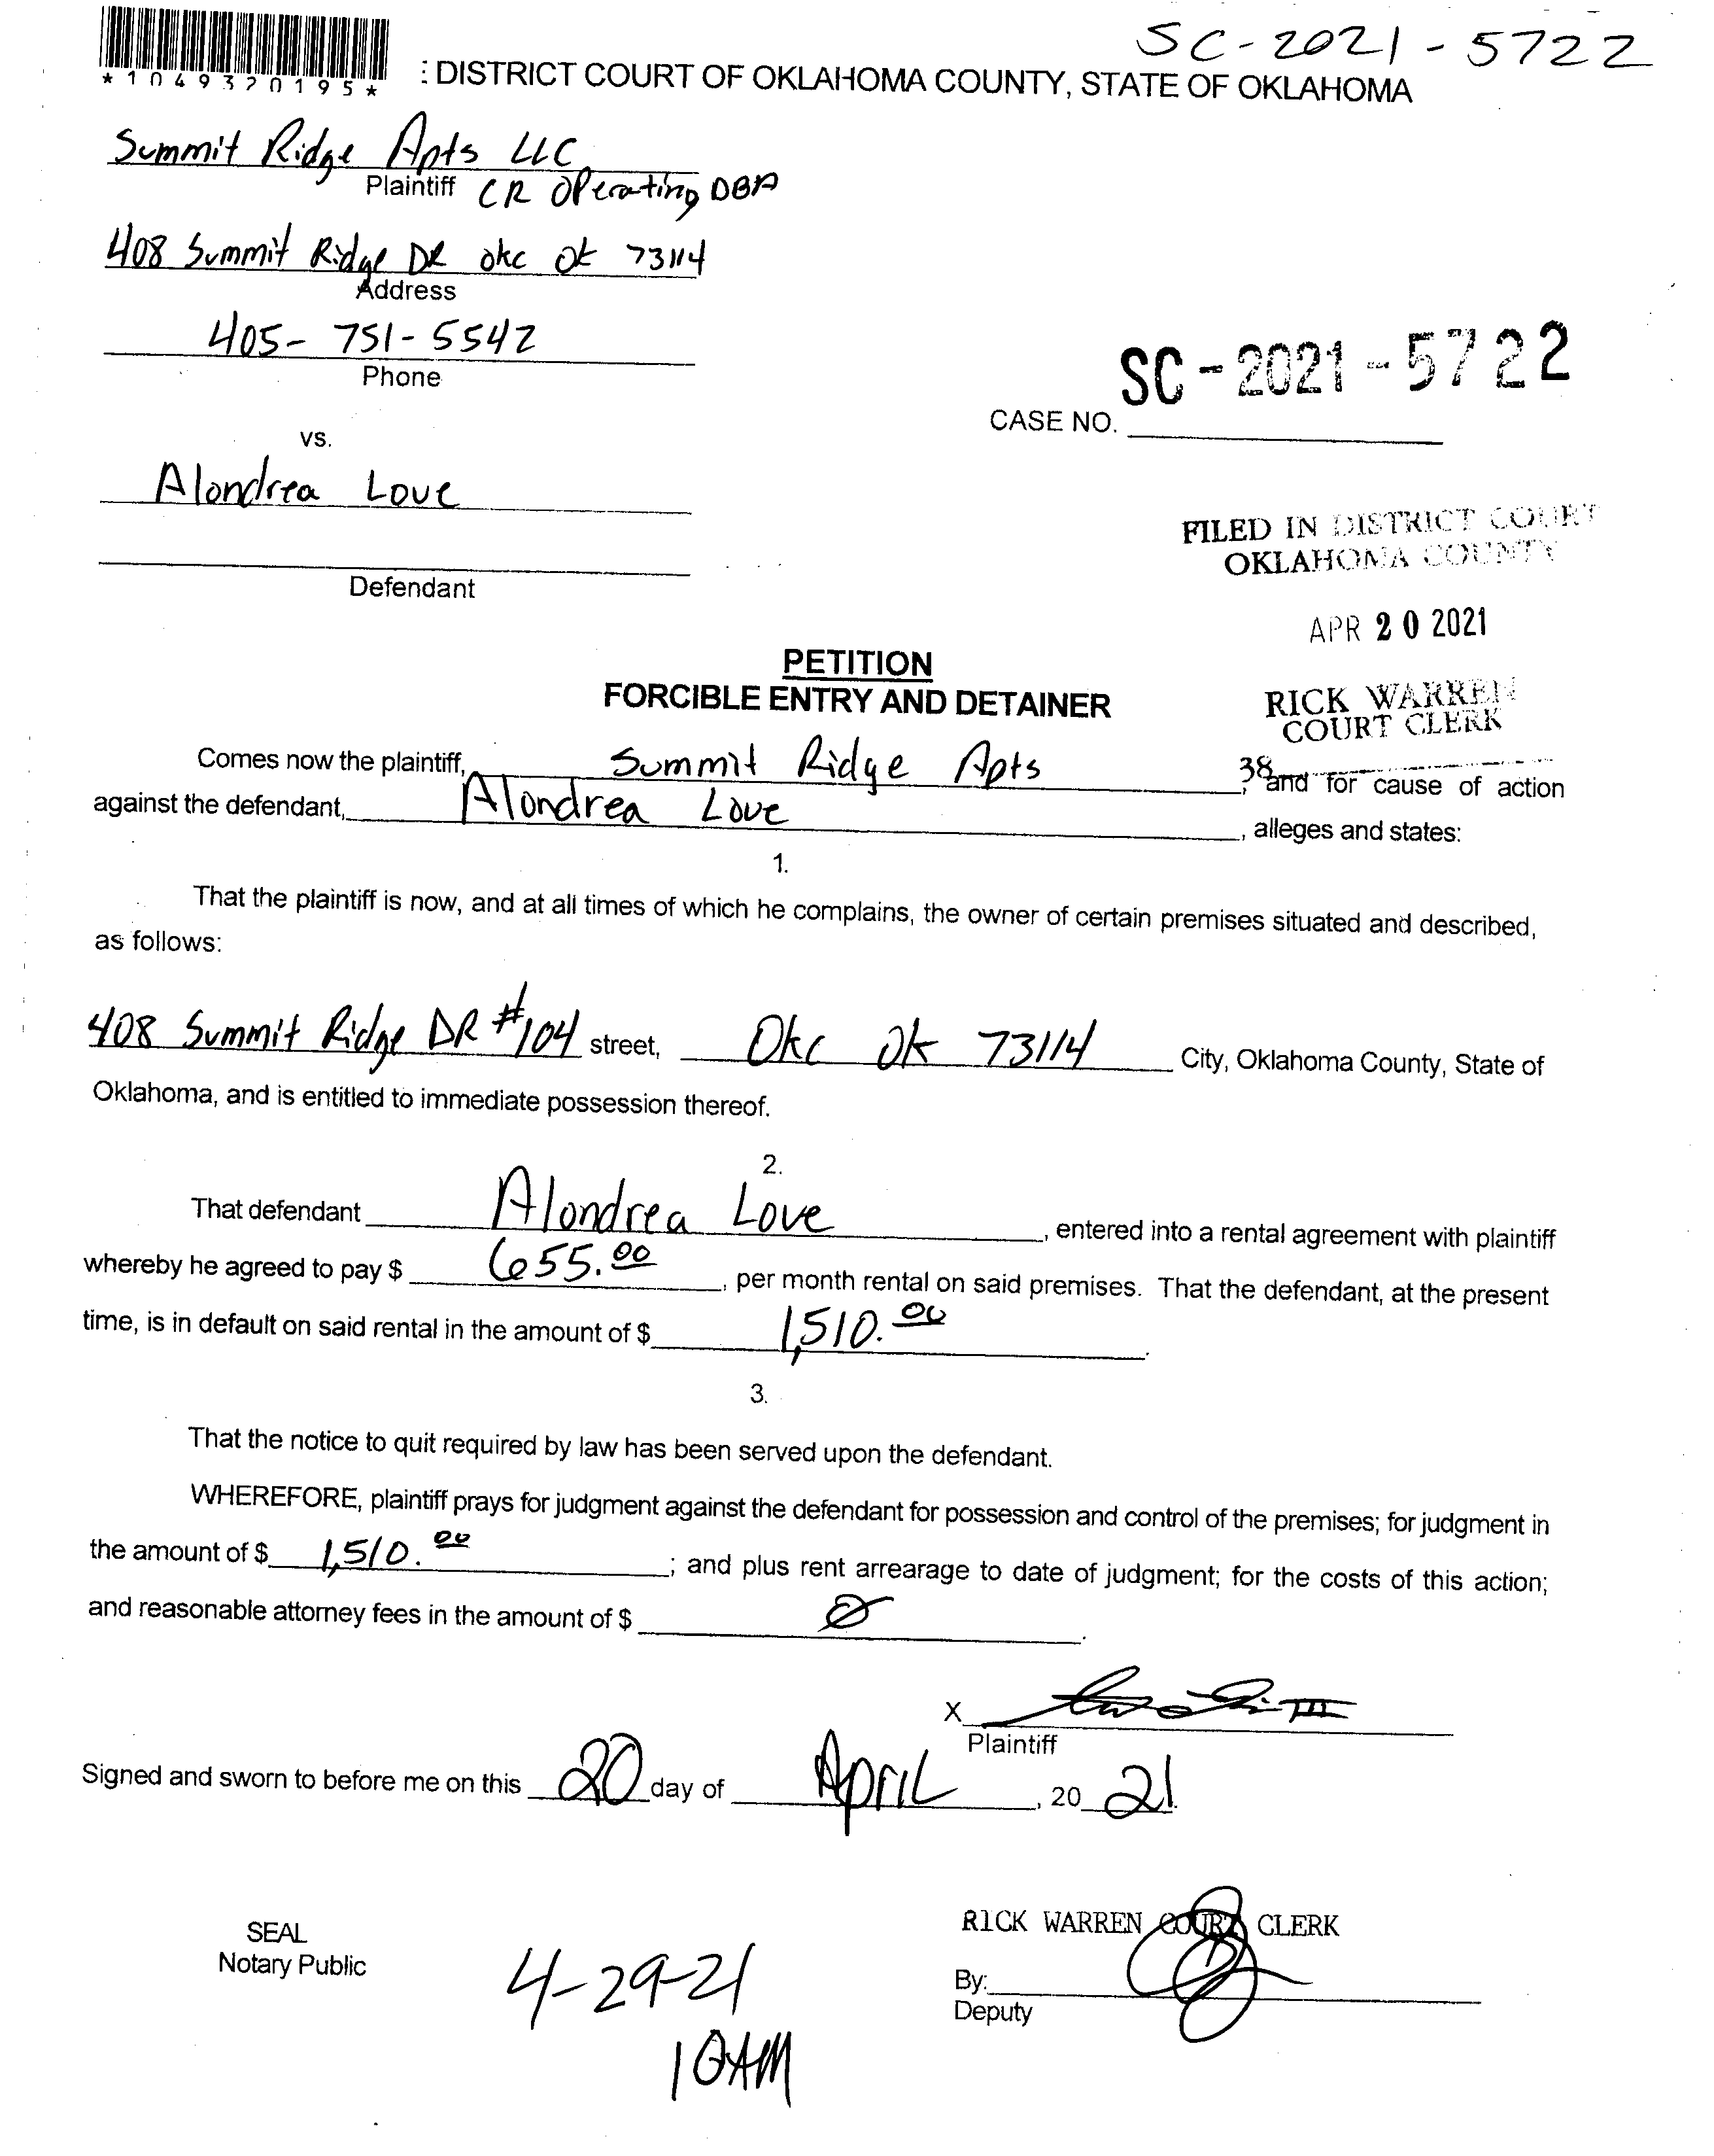 SC-2021-5722
*1049320195*
: DISTRICT COURT OF OKLAHOMA COUNTY, STATE OF OKLAHOMA
Summit Ridge Apts LLC
Plaintiff CR Operating DBA
408 Summit Ridge DR okc ok 73114
Address
405-751-5542
Phone
SC-2021-5722
CASE NO.
vs.
Alondrea Love
Defendant
FILED IN DISTRICT COURT
OKLAHOMA COUNTY
APR 20 2021
PETITION
FORCIBLE ENTRY AND DETAINER
RICK WARREN
COURT CLERK
38
Comes now the plaintiff, Summit Ridge Apts, and for cause of action
against the defendant, Alondrea Love, alleges and states:
1.
That the plaintiff is now, and at all times of which he complains, the owner of certain premises situated and described,
as follows:
408 Summit Ridge DR #104 street, Okc ok 73114 City, Oklahoma County, State of
Oklahoma, and is entitled to immediate possession thereof.
2.
That defendant Alondrea Love, entered into a rental agreement with plaintiff
whereby he agreed to pay $ 655.00, per month rental on said premises. That the defendant, at the present
time, is in default on said rental in the amount of $ 1,510.00.
3.
That the notice to quit required by law has been served upon the defendant.
WHEREFORE, plaintiff prays for judgment against the defendant for possession and control of the premises; for judgment in
the amount of $ 1,510.00; and plus rent arrearage to date of judgment; for the costs of this action;
and reasonable attorney fees in the amount of $ Ø.
X
Plaintiff
Signed and sworn to before me on this 20 day of April, 20 21.
SEAL
Notary Public
4-29-21
10AM
RICK WARREN COURT CLERK
By:
Deputy